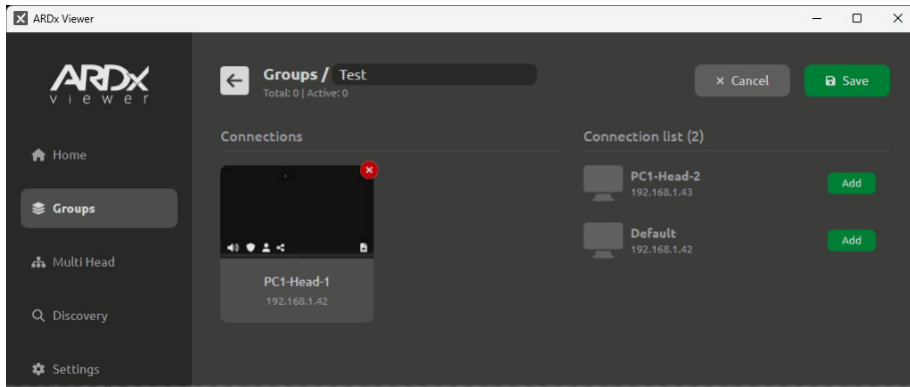 ARDx Viewer
ARDx
viewer
Home
Groups
Multi Head
Discovery
Settings
Groups / Test
Total: 0 | Active: 0
× Cancel
Save
Connections
PC1-Head-1
192.168.1.42
Connection list (2)
PC1-Head-2
192.168.1.43
Add
Default
192.168.1.42
Add